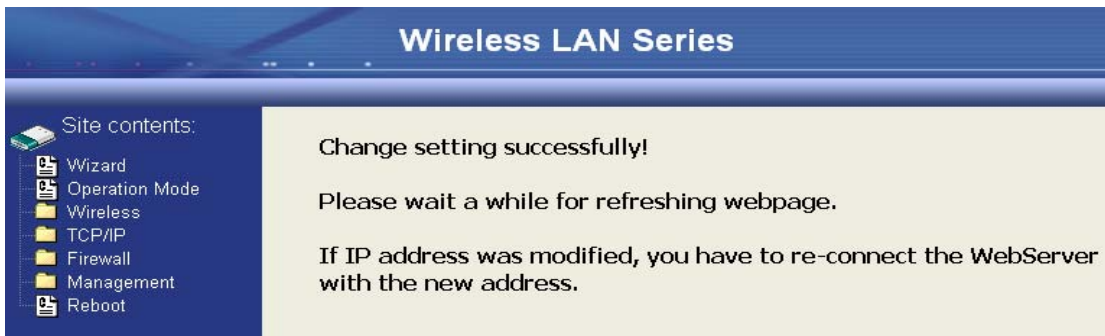 Wireless LAN Series
Site contents:
Wizard
Operation Mode
Wireless
TCP/IP
Firewall
Management
Reboot
Change setting successfully!
Please wait a while for refreshing webpage.
If IP address was modified, you have to re-connect the WebServer
with the new address.